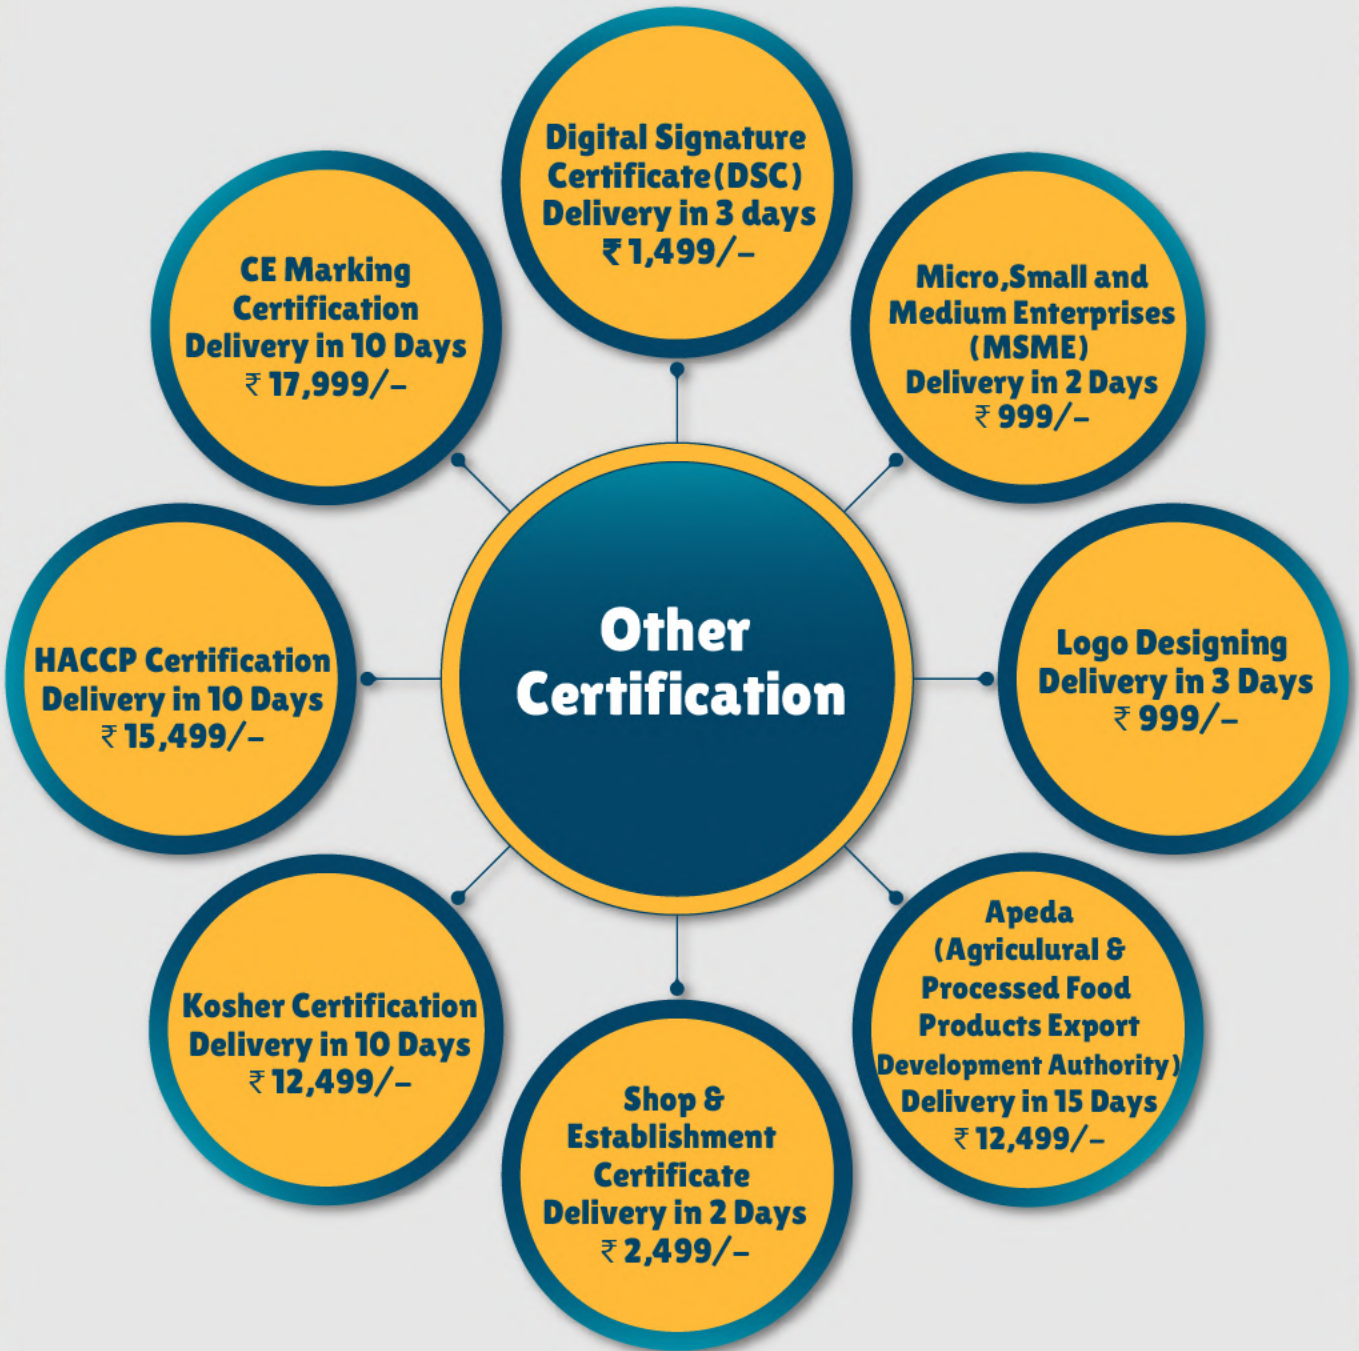 Digital Signature
Certificate(DSC)
Delivery in 3 days
₹ 1,499/-
Micro,Small and
Medium Enterprises
(MSME)
Delivery in 2 Days
₹ 999/-
Logo Designing
Delivery in 3 Days
₹ 999/-
Apeda
(Agriculural &
Processed Food
Products Export
Development Authority)
Delivery in 15 Days
₹ 12,499/-
Shop &
Establishment
Certificate
Delivery in 2 Days
₹ 2,499/-
Kosher Certification
Delivery in 10 Days
₹ 12,499/-
HACCP Certification
Delivery in 10 Days
₹ 15,499/-
CE Marking
Certification
Delivery in 10 Days
₹ 17,999/-
Other
Certification